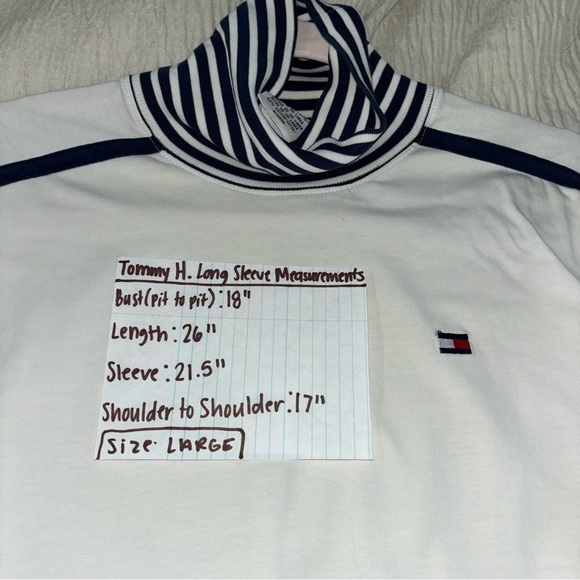 Tommy H. Long Sleeve Measurements
Bust(pit to pit):18"
Length:26"
Sleeve:21.5"
Shoulder to Shoulder:17"
Size: LARGE